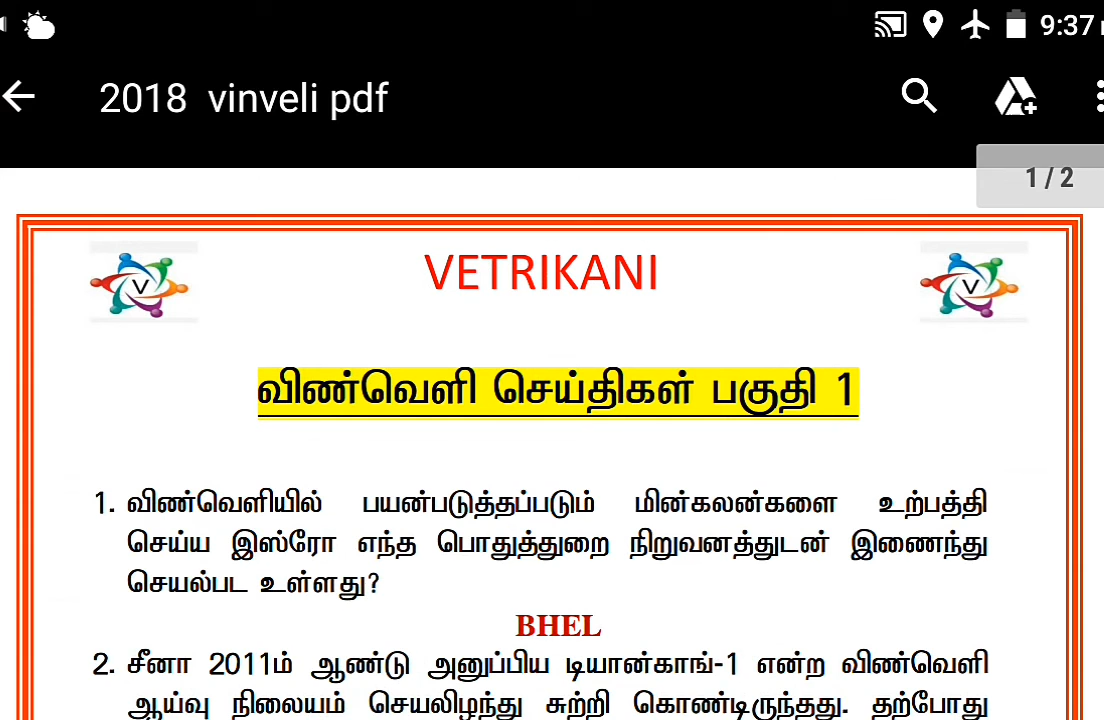 9:37
2018 vinveli pdf
1 / 2
V VETRIKANI V
விண்வெளி செய்திகள் பகுதி 1
1. விண்வெளியில் பயன்படுத்தப்படும் மின்கலன்களை உற்பத்தி
செய்ய இஸ்ரோ எந்த பொதுத்துறை நிறுவனத்துடன் இணைந்து
செயல்பட உள்ளது?
BHEL
2. சீனா 2011ம் ஆண்டு அனுப்பிய டியான்காங்-1 என்ற விண்வெளி
ஆய்வு நிலையம் செயலிழந்து சுற்றி கொண்டிருந்தது. தற்போது